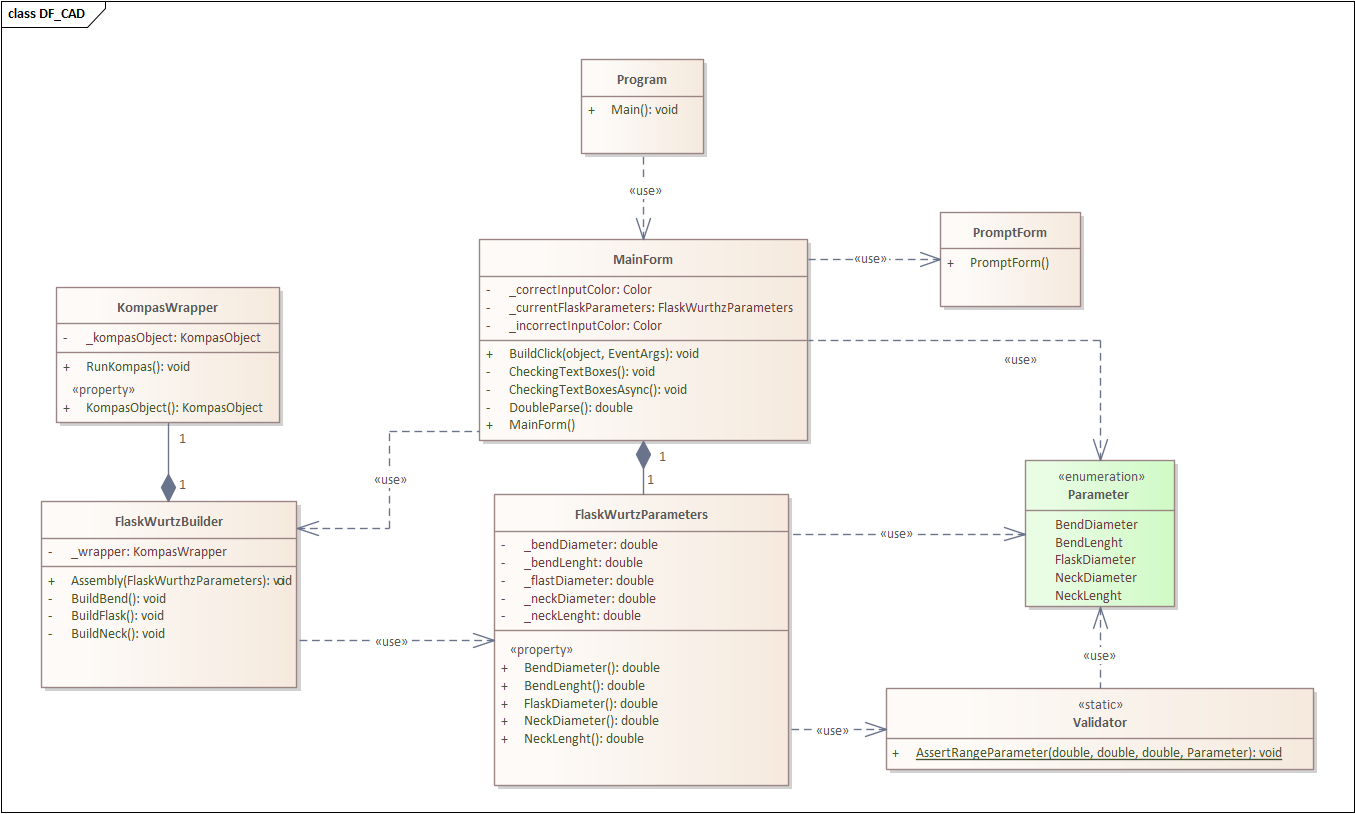 class DF_CAD
Program
+ Main(): void
«use»
PromptForm
+ PromptForm()
MainForm
- _correctInputColor: Color
- _currentFlaskParameters: FlaskWurthzParameters
- _incorrectInputColor: Color
+ BuildClick(object, EventArgs): void
- CheckingTextBoxes(): void
- CheckingTextBoxesAsync(): void
- DoubleParse(): double
+ MainForm()
«use»
KompasWrapper
- _kompasObject: KompasObject
+ RunKompas(): void
«property»
+ KompasObject(): KompasObject
«use»
1
1
1
1
«use»
«enumeration»
Parameter
BendDiameter
BendLenght
FlaskDiameter
NeckDiameter
NeckLenght
FlaskWurtzBuilder
- _wrapper: KompasWrapper
+ Assembly(FlaskWurthzParameters): void
- BuildBend(): void
- BuildFlask(): void
- BuildNeck(): void
FlaskWurtzParameters
- _bendDiameter: double
- _bendLenght: double
- _flastDiameter: double
- _neckDiameter: double
- _neckLenght: double
«property»
+ BendDiameter(): double
+ BendLenght(): double
+ FlaskDiameter(): double
+ NeckDiameter(): double
+ NeckLenght(): double
«use»
«use»
«use»
«use»
«static»
Validator
+ AssertRangeParameter(double, double, double, Parameter): void